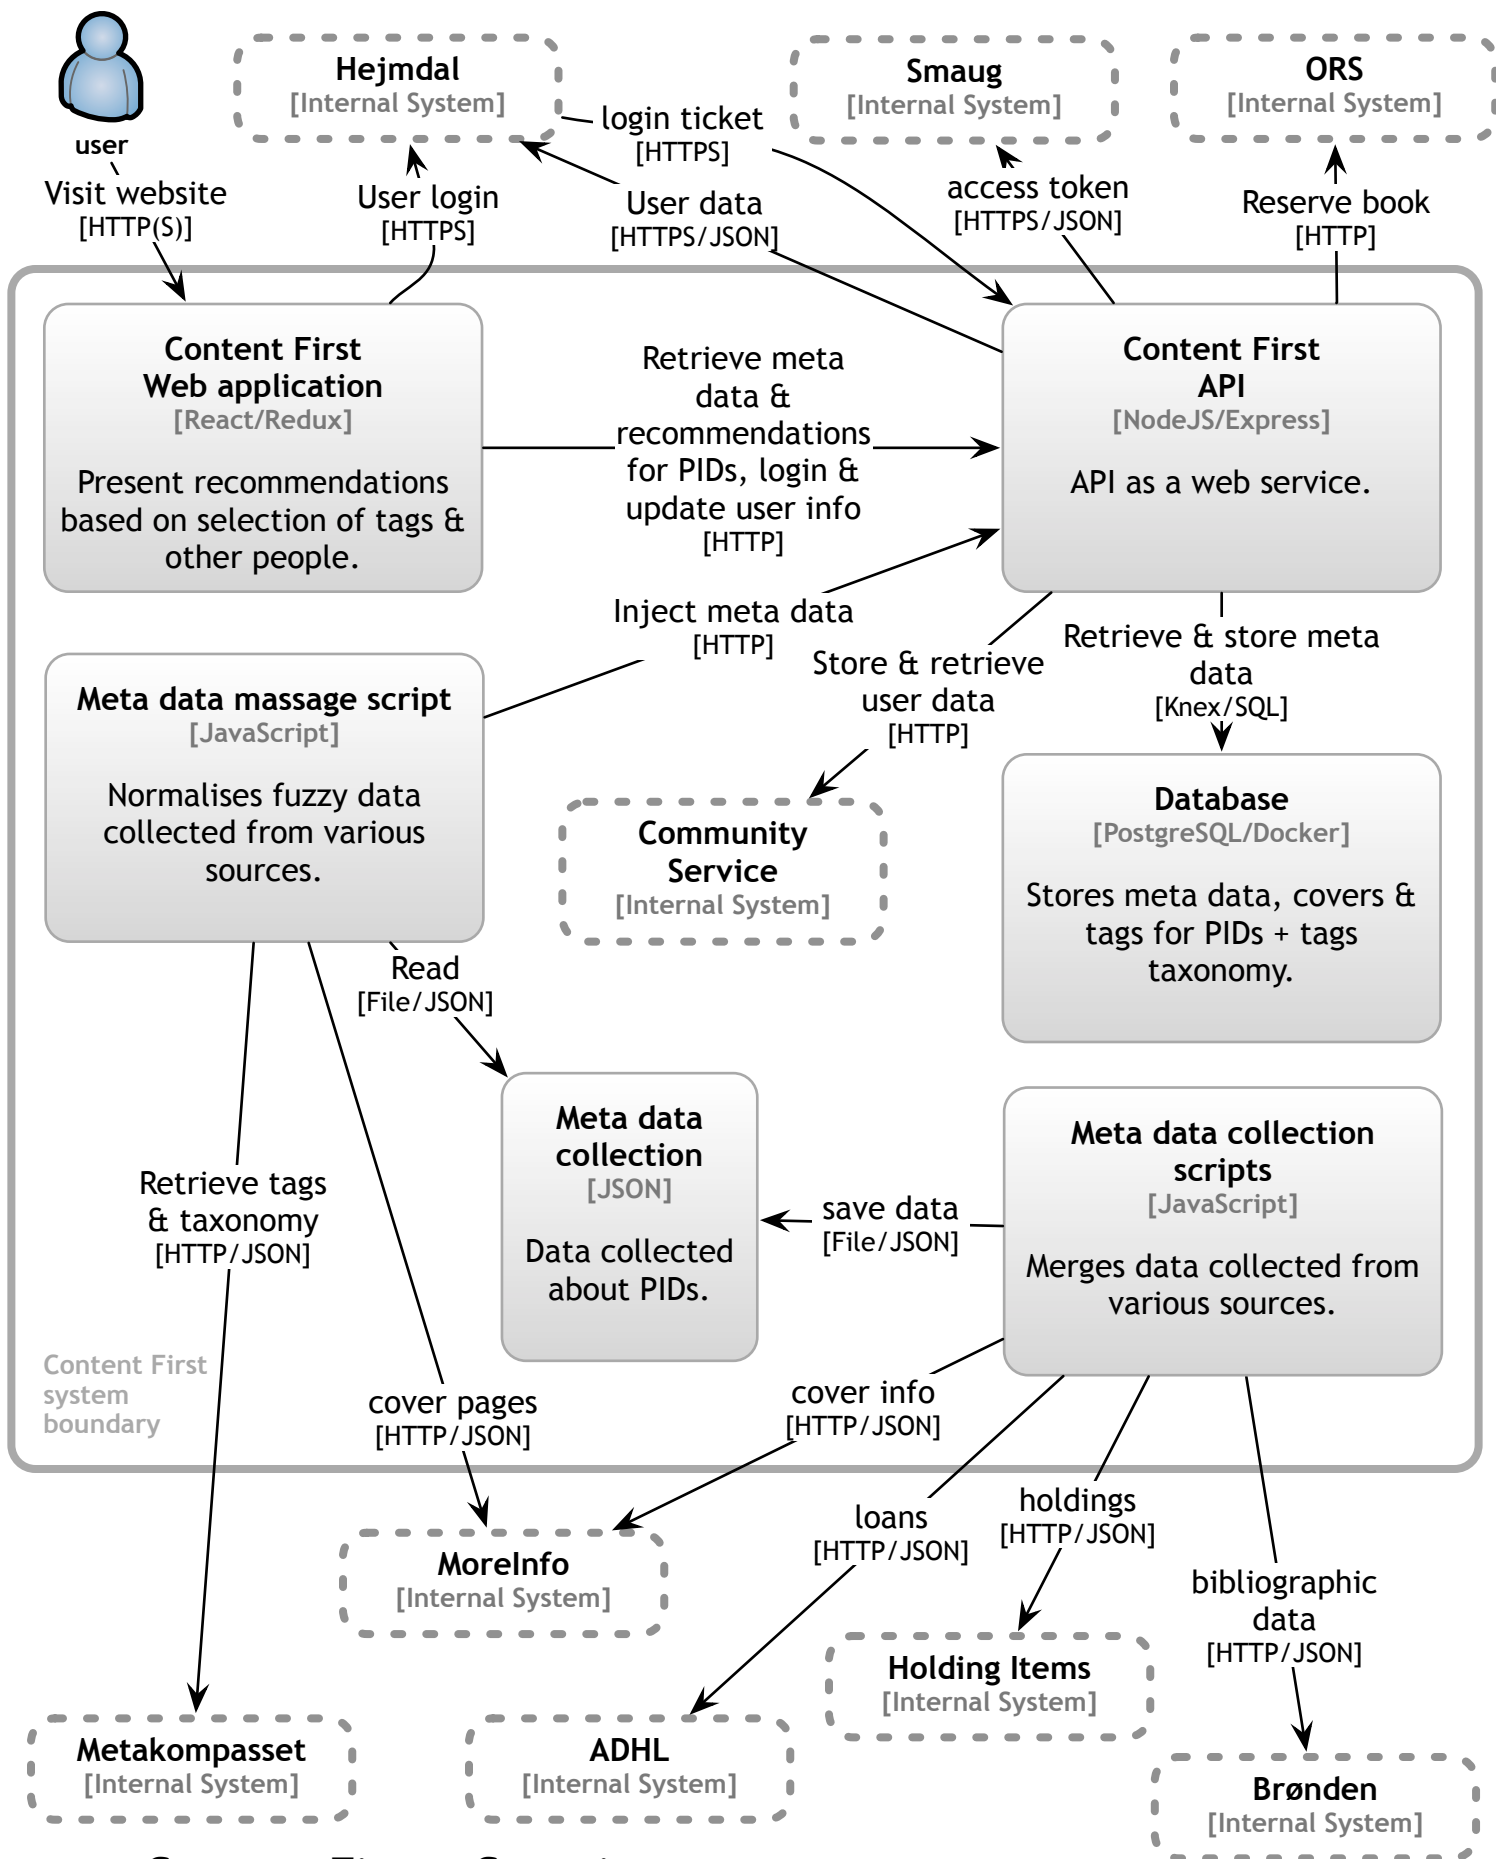 Hejmdal
[Internal System]
Smaug
[Internal System]
ORS
[Internal System]
user
login ticket
[HTTPS]
Visit website
[HTTP(S)]
User login
[HTTPS]
User data
[HTTPS/JSON]
access token
[HTTPS/JSON]
Reserve book
[HTTP]
Content First
Web application
[React/Redux]
Present recommendations
based on selection of tags &
other people.
Retrieve meta
data &
recommendations
for PIDs, login &
update user info
[HTTP]
Content First
API
[NodeJS/Express]
API as a web service.
Inject meta data
[HTTP]
Store & retrieve
user data
[HTTP]
Retrieve & store meta
data
[Knex/SQL]
Meta data massage script
[JavaScript]
Normalises fuzzy data
collected from various
sources.
Community
Service
[Internal System]
Database
[PostgreSQL/Docker]
Stores meta data, covers &
tags for PIDs + tags
taxonomy.
Read
[File/JSON]
Meta data
collection
[JSON]
Data collected
about PIDs.
save data
[File/JSON]
Meta data collection
scripts
[JavaScript]
Merges data collected from
various sources.
Retrieve tags
& taxonomy
[HTTP/JSON]
Content First
system
boundary
cover pages
[HTTP/JSON]
cover info
[HTTP/JSON]
loans
[HTTP/JSON]
holdings
[HTTP/JSON]
bibliographic
data
[HTTP/JSON]
MoreInfo
[Internal System]
Holding Items
[Internal System]
Metakompasset
[Internal System]
ADHL
[Internal System]
Brønden
[Internal System]